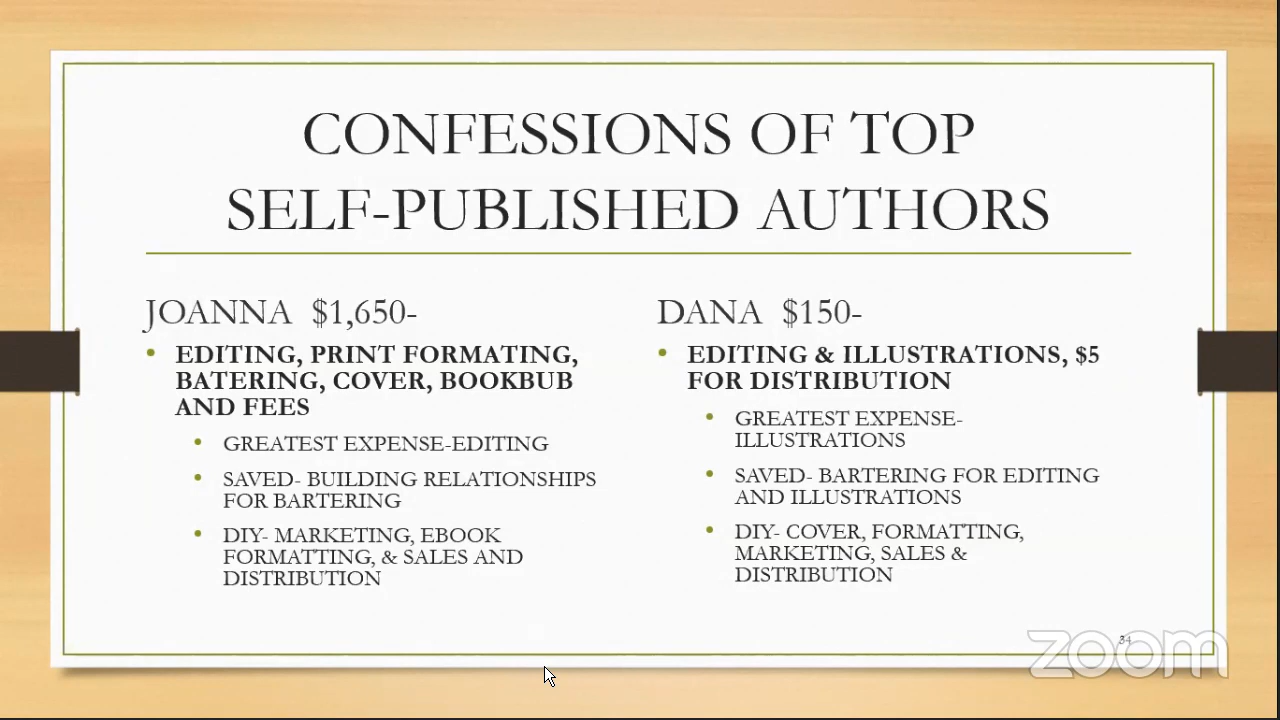 CONFESSIONS OF TOP
SELF-PUBLISHED AUTHORS
JOANNA $1,650-
• EDITING, PRINT FORMATING,
BATERING, COVER, BOOKBUB
AND FEES
• GREATEST EXPENSE-EDITING
• SAVED- BUILDING RELATIONSHIPS
FOR BARTERING
• DIY- MARKETING, EBOOK
FORMATTING, & SALES AND
DISTRIBUTION
DANA $150-
• EDITING & ILLUSTRATIONS, $5
FOR DISTRIBUTION
• GREATEST EXPENSE-
ILLUSTRATIONS
• SAVED- BARTERING FOR EDITING
AND ILLUSTRATIONS
• DIY- COVER, FORMATTING,
MARKETING, SALES &
DISTRIBUTION
34
zoom